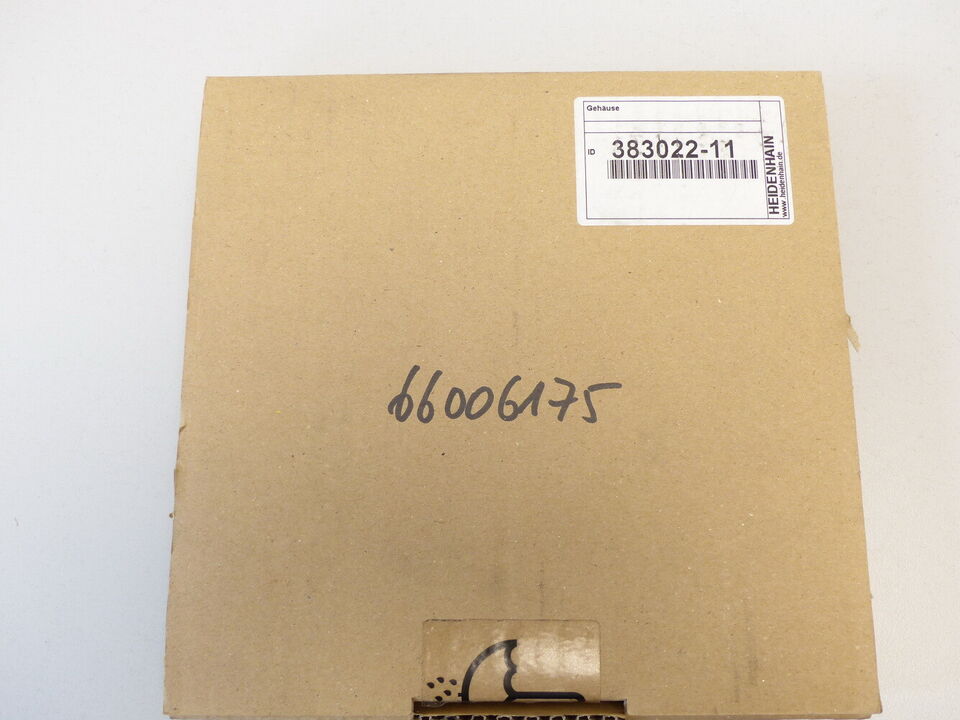 Gehäuse
ID 383022-11
HEIDENHAIN
www.heidenhain.de
66006175